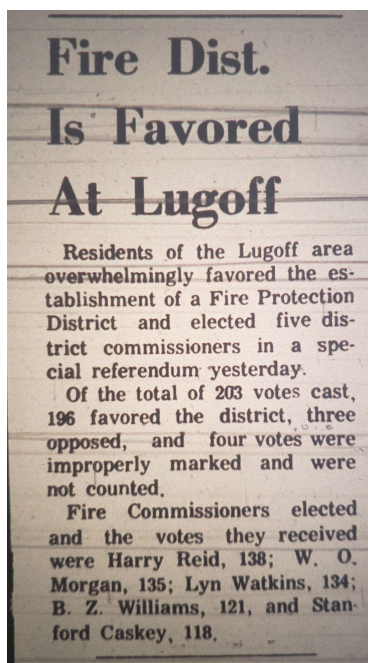 Fire Dist.
Is Favored
At Lugoff
Residents of the Lugoff area
overwhelmingly favored the es-
tablishment of a Fire Protection
District and elected five dis-
trict commissioners in a spe-
cial referendum yesterday.
Of the total of 203 votes cast,
196 favored the district, three
opposed, and four votes were
improperly marked and were
not counted.
Fire Commissioners elected
and the votes they received
were Harry Reid, 138; W. O.
Morgan, 135; Lyn Watkins, 134;
B. Z. Williams, 121, and Stan-
ford Caskey, 118.